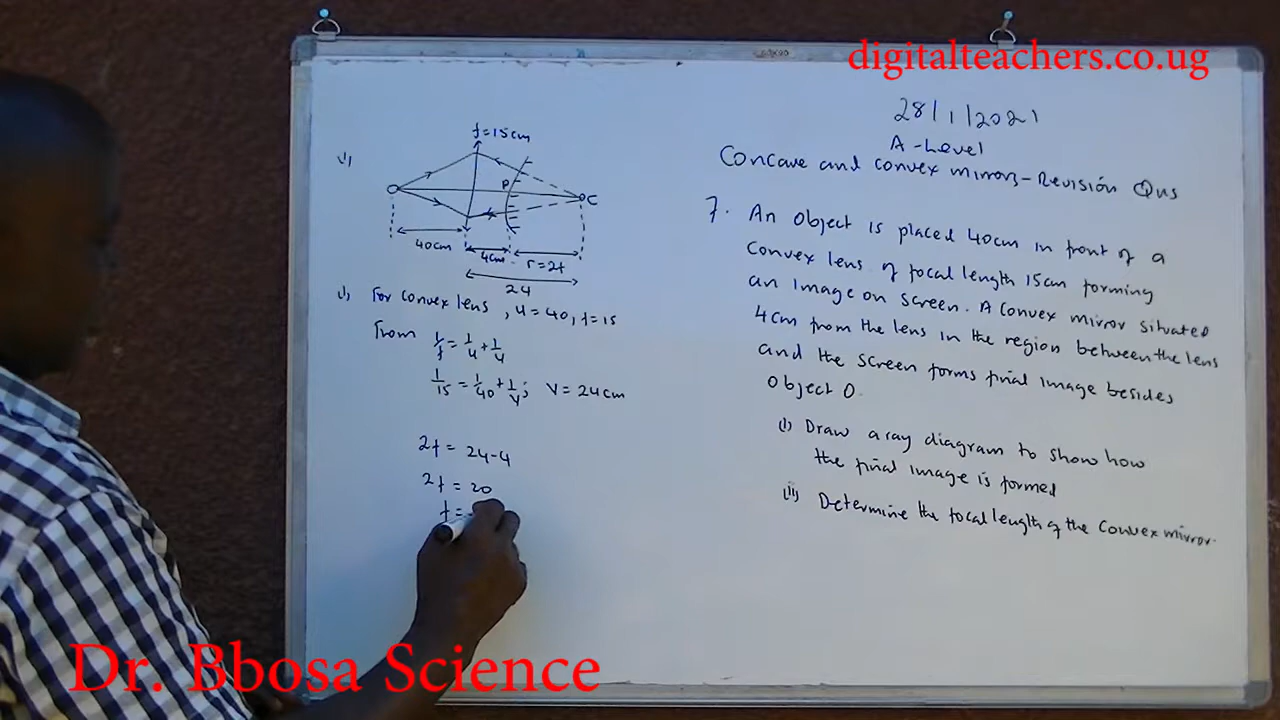 digitalteachers.co.ug
28/1/2021
A-Level
Concave and convex mirrors-Revision Qns
7. An object is placed 40cm in front of a
convex lens of focal length 15cm forming
an image on screen. A convex mirror situated
4cm from the lens in the region between the lens
and the screen forms final image besides
Object O
(i) Draw a ray diagram to show how
the final image is formed
(ii) Determine the focal length of the convex mirror.
f=15cm
P
O
C
40cm
4cm
r=2f
24
For convex lens, u=40, f=15
From 1/f = 1/u + 1/v
1/15 = 1/40 + 1/v; v = 24cm
2f = 24-4
2f = 20
f =
Dr. Bbosa Science